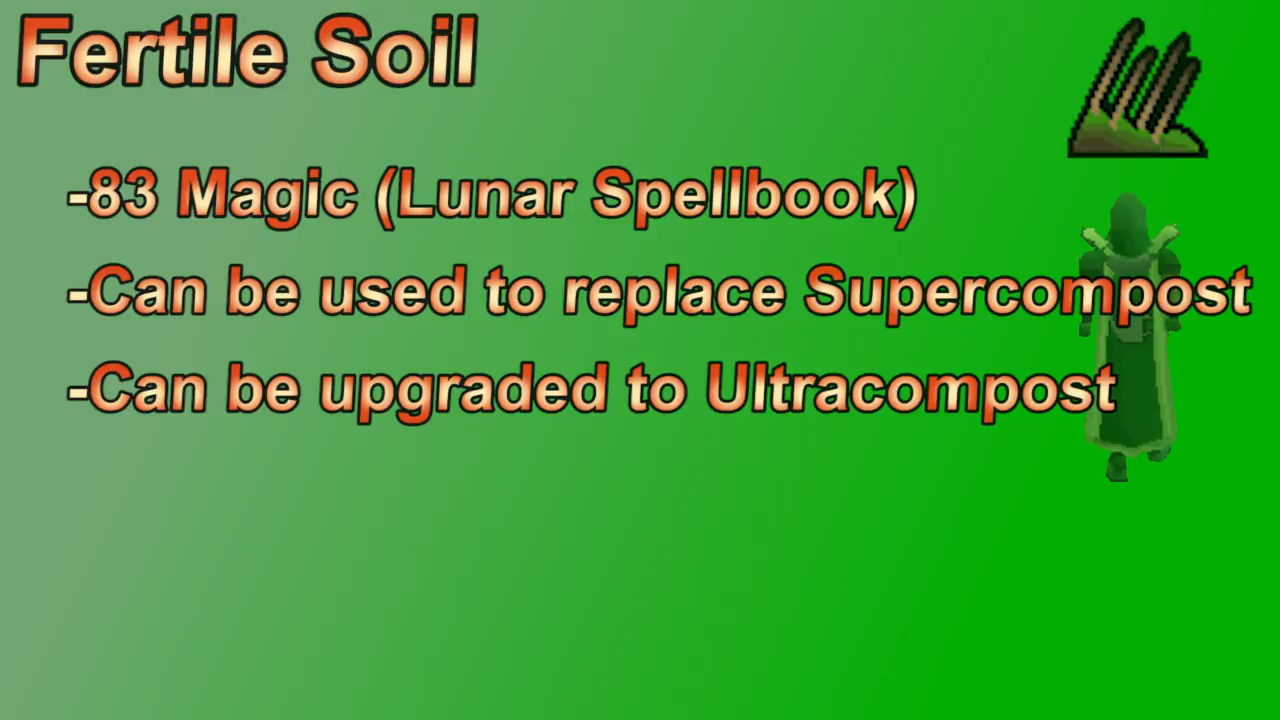 Fertile Soil
-83 Magic (Lunar Spellbook)
-Can be used to replace Supercompost
-Can be upgraded to Ultracompost